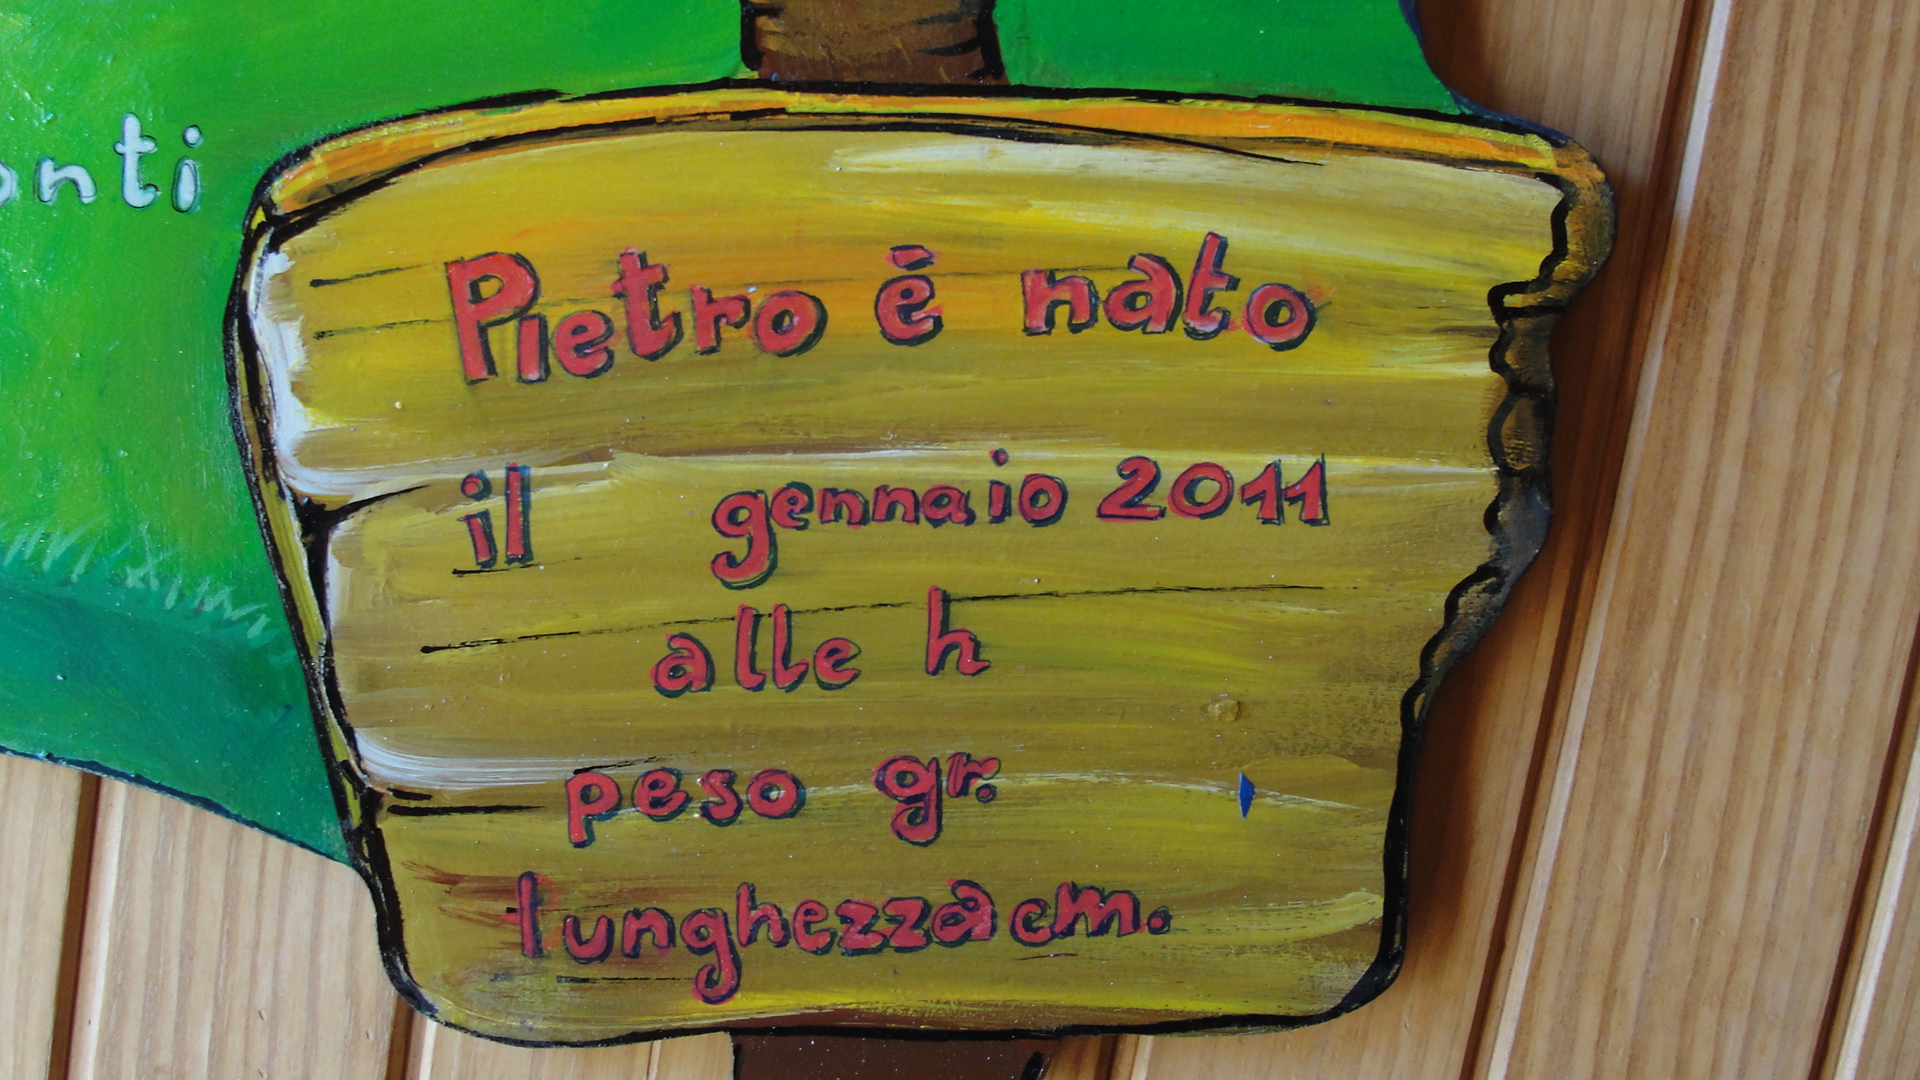 onti
Pietro é nato
il gennaio 2011
alle h
peso gr.
lunghezza cm.